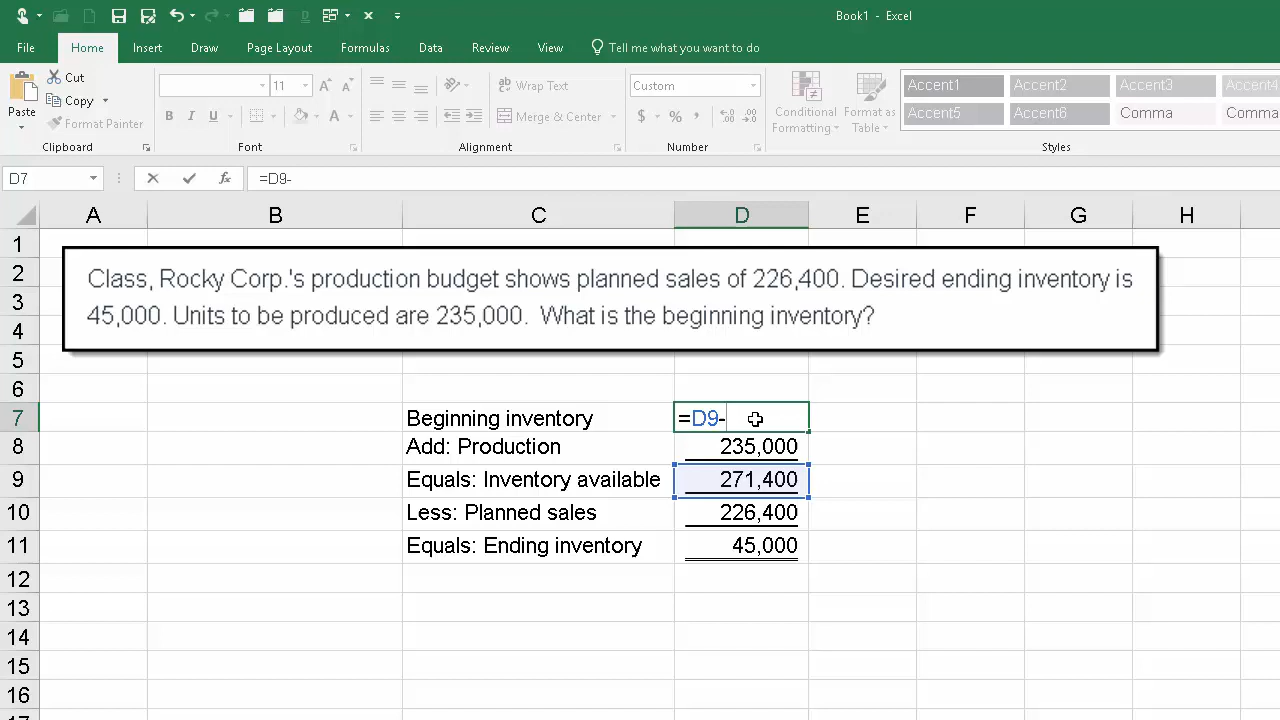 Book1 - Excel
File Home Insert Draw Page Layout Formulas Data Review View Tell me what you want to do
Paste
Cut
Copy
Format Painter
Clipboard
11 A A
B I U A
Font
Wrap Text
Merge & Center
Alignment
Custom
$ %
Number
Conditional Formatting
Format as Table
Accent1 Accent2 Accent3 Accent4
Accent5 Accent6 Comma Comma
Styles
D7 fx =D9-
A B C D E F G H
1
2
3
4
5
6
Class, Rocky Corp.'s production budget shows planned sales of 226,400. Desired ending inventory is
45,000. Units to be produced are 235,000. What is the beginning inventory?
7 Beginning inventory =D9-
8 Add: Production 235,000
9 Equals: Inventory available 271,400
10 Less: Planned sales 226,400
11 Equals: Ending inventory 45,000
12
13
14
15
16